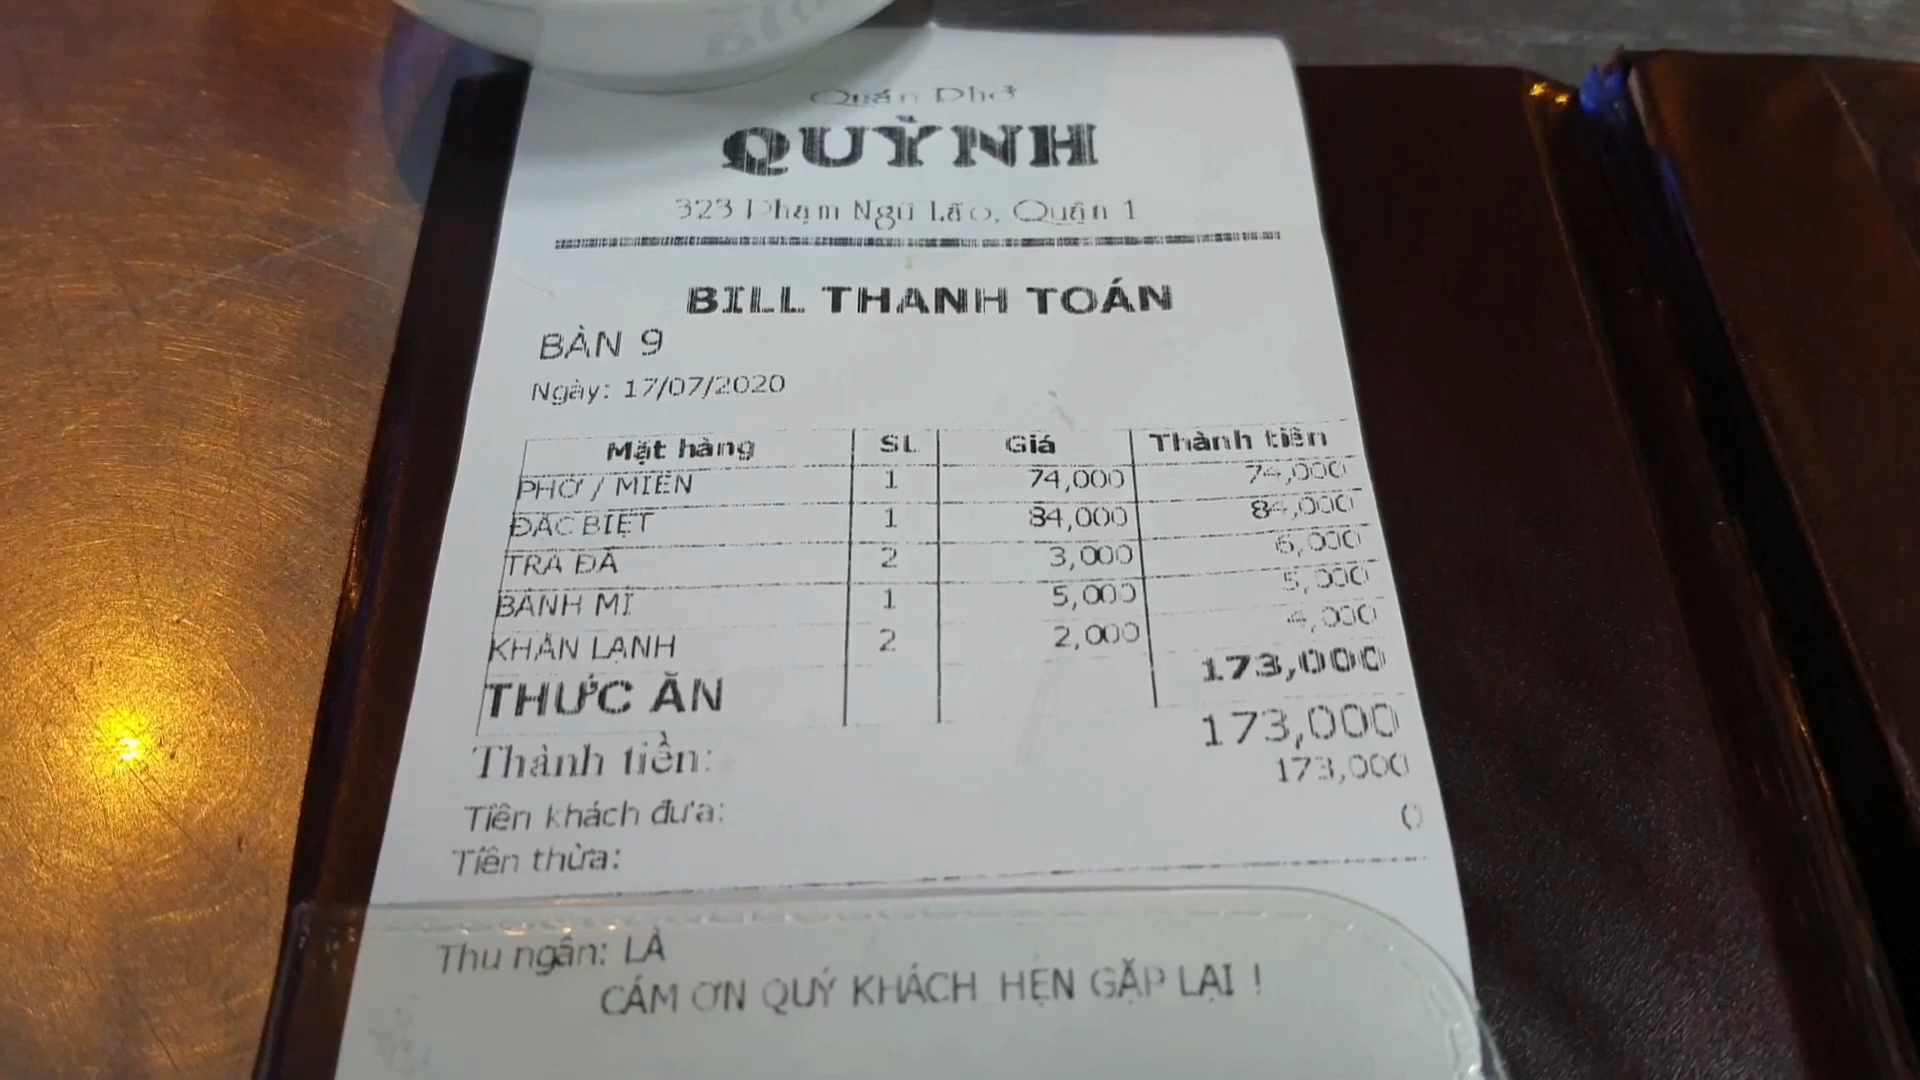 Quán Phở
QUỲNH
323 Phạm Ngũ Lão, Quận 1
BILL THANH TOÁN
BÀN 9
Ngày: 17/07/2020
Mặt hàng SL Giá Thành tiền
PHỞ / MIẾN 1 74,000 74,000
ĐẶC BIỆT 1 84,000 84,000
TRÀ ĐÁ 2 3,000 6,000
BÁNH MÌ 1 5,000 5,000
KHĂN LẠNH 2 2,000 4,000
THỨC ĂN 173,000
Thành tiền: 173,000
Tiền khách đưa: 173,000
Tiền thừa: 0
Thu ngân: LÀ
CÁM ƠN QUÝ KHÁCH HẸN GẶP LẠI !